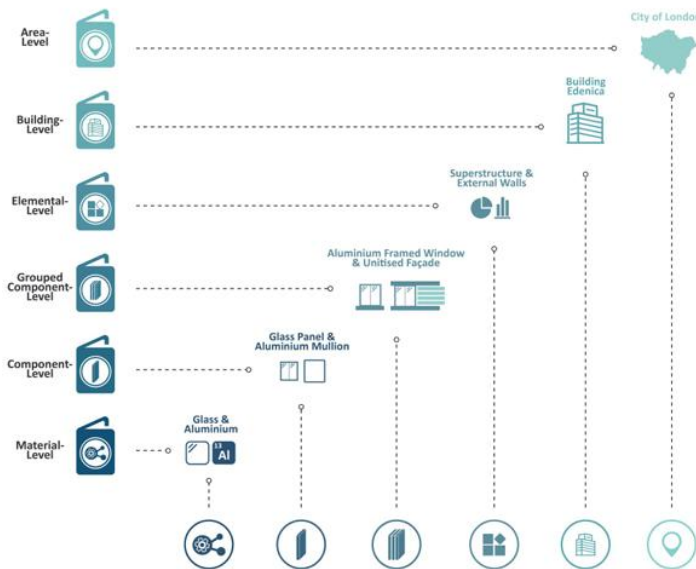 Area-
Level
City of London
Building
Edenica
Building-
Level
Superstructure &
External Walls
Elemental-
Level
Aluminium Framed Window
& Unitised Façade
Grouped
Component-
Level
Glass Panel &
Aluminium Mullion
Component-
Level
Glass &
Aluminium
Material-
Level
13
Al